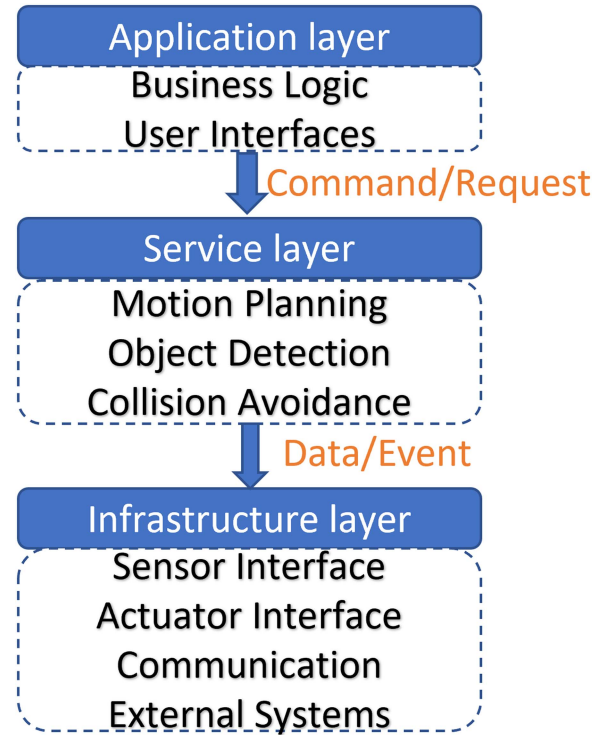 Application layer
Business Logic
User Interfaces
Command/Request
Service layer
Motion Planning
Object Detection
Collision Avoidance
Data/Event
Infrastructure layer
Sensor Interface
Actuator Interface
Communication
External Systems